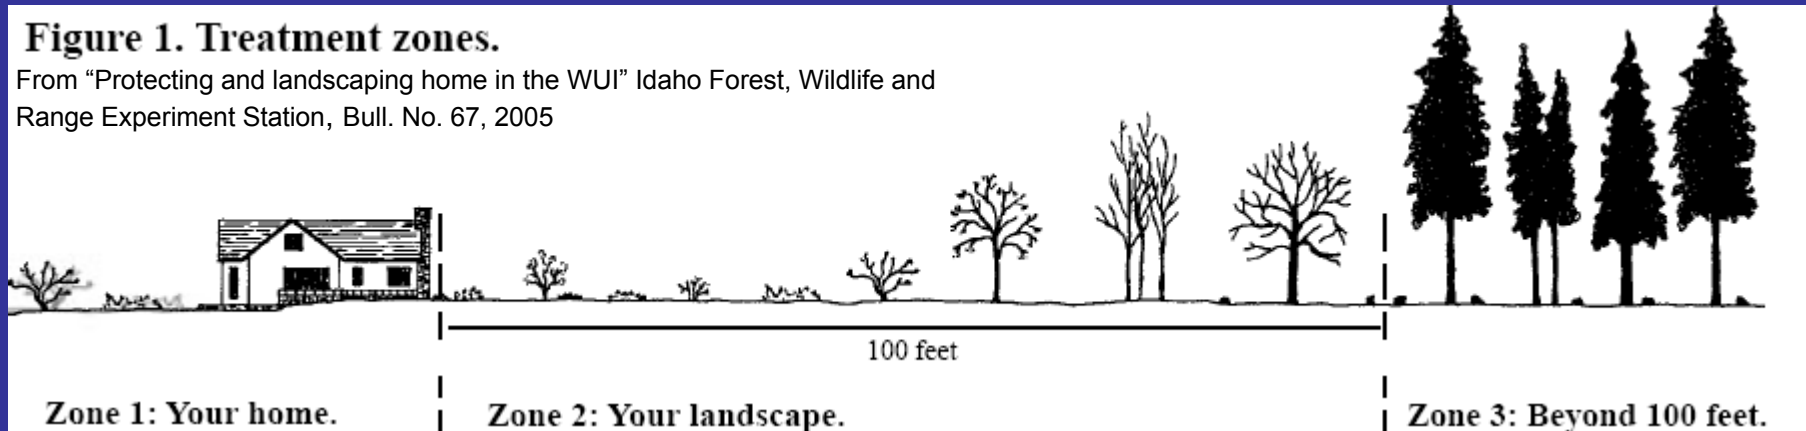 Figure 1. Treatment zones.
From “Protecting and landscaping home in the WUI” Idaho Forest, Wildlife and
Range Experiment Station, Bull. No. 67, 2005
100 feet
Zone 1: Your home.
Zone 2: Your landscape.
Zone 3: Beyond 100 feet.